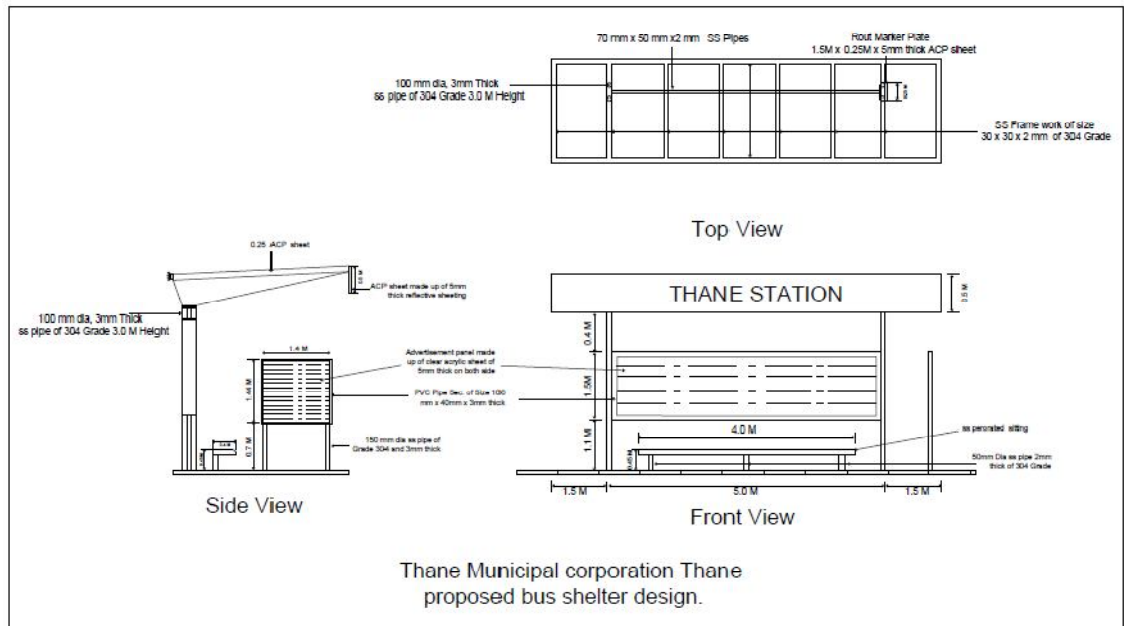 70 mm x 50 mm x2 mm SS Pipes
Rout Marker Plate
1.5M x 0.25M x 5mm thick ACP sheet
100 mm dia, 3mm Thick
ss pipe of 304 Grade 3.0 M Height
SS Frame work of size
30 x 30 x 2 mm of 304 Grade
Top View
0.25 ACP sheet
ACP sheet made up of 5mm
thick reflective sheeting
100 mm dia, 3mm Thick
ss pipe of 304 Grade 3.0 M Height
1.4 M
1.44 M
0.7 M
Advertisement panel made
up of clear acrylic sheet of
5mm thick on both side
PVC Pipe Sec. of Size 100
mm x 40mm x 3mm thick
150 mm dia ss pipe of
Grade 304 and 3mm thick
Side View
THANE STATION
0.5 M
0.4 M
1.5M
1.1 M
4.0 M
0.45 M
ss perorated sitting
50mm Dia ss pipe 2mm
thick of 304 Grade
1.5 M
5.0 M
1.5 M
Front View
Thane Municipal corporation Thane
proposed bus shelter design.